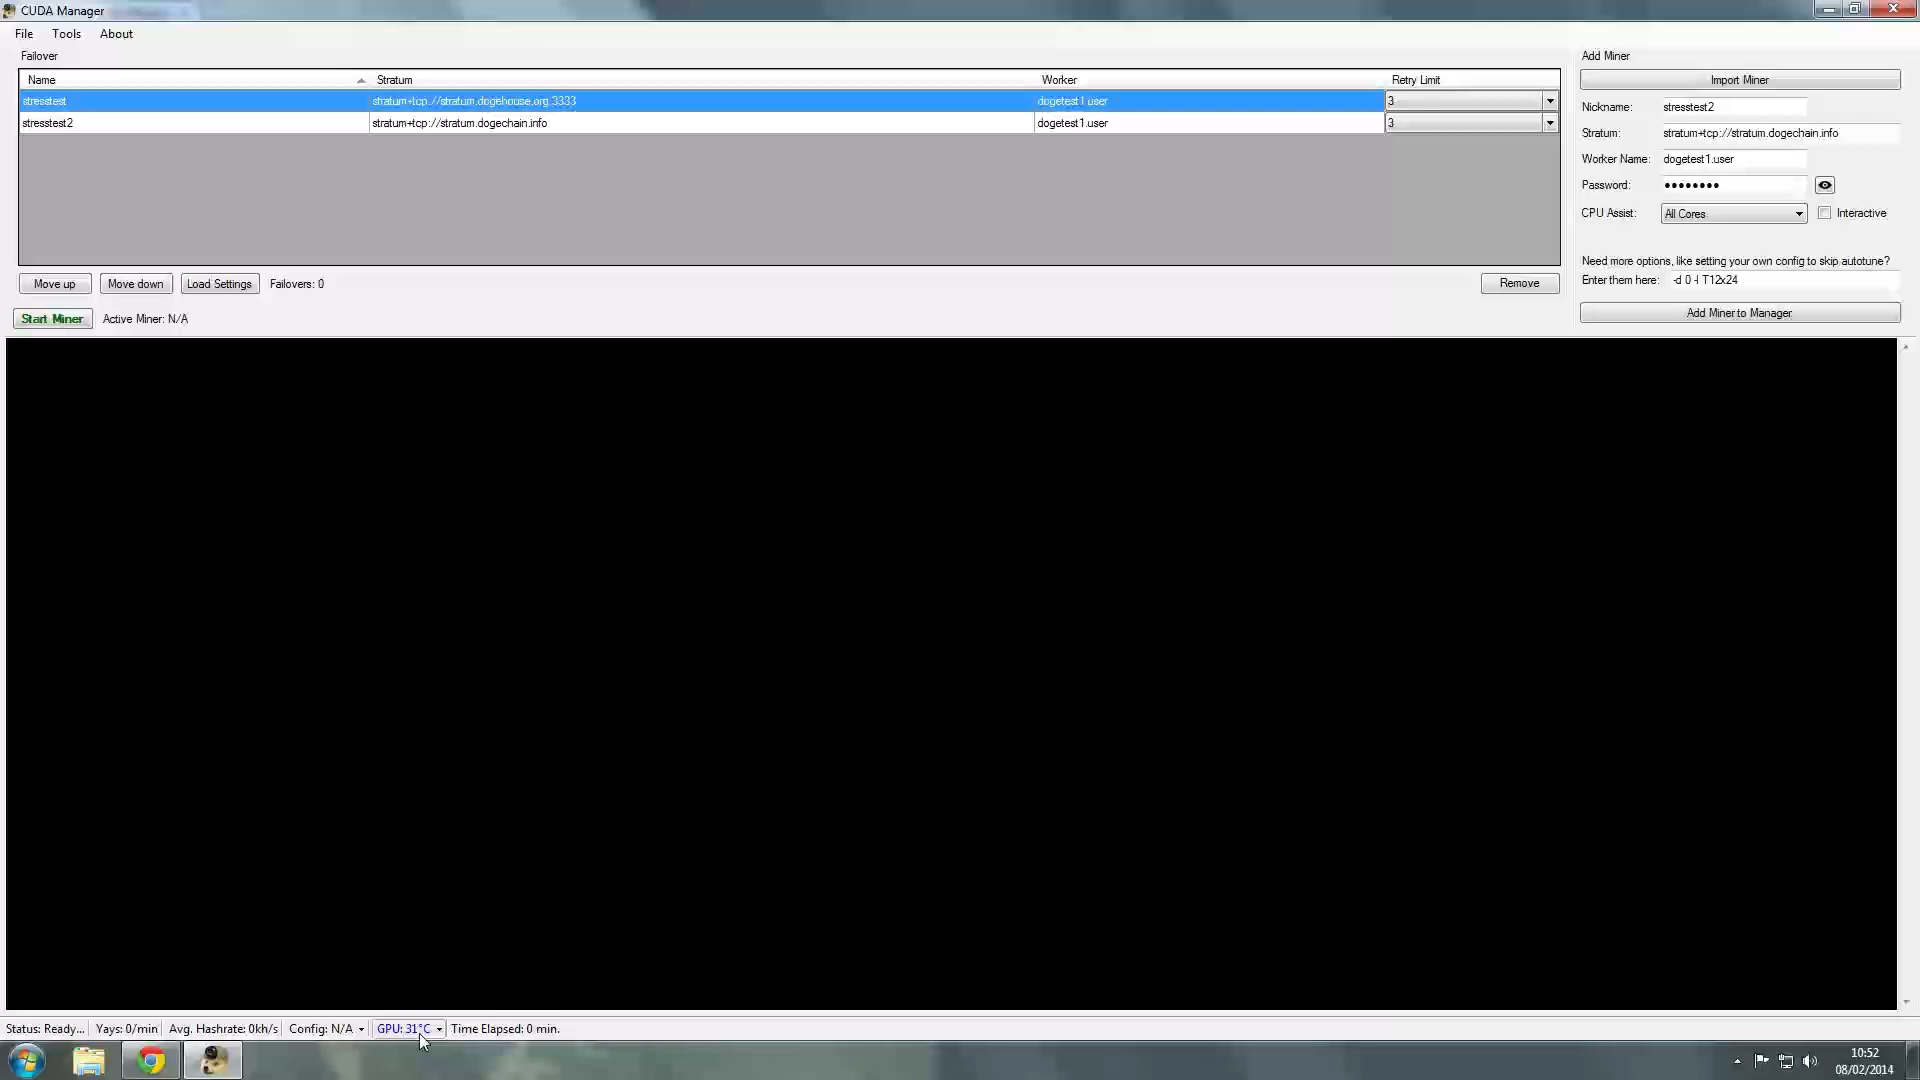 CUDA Manager
File Tools About
Failover
Name Stratum Worker Retry Limit
stresstest stratum+tcp://stratum.dogehouse.org:3333 dogetest1.user 3
stresstest2 stratum+tcp://stratum.dogechain.info dogetest1.user 3
Move up Move down Load Settings Failovers: 0 Remove
Start Miner Active Miner: N/A
Add Miner
Import Miner
Nickname: stresstest2
Stratum: stratum+tcp://stratum.dogechain.info
Worker Name: dogetest1.user
Password: ••••••••
CPU Assist: All Cores Interactive
Need more options, like setting your own config to skip autotune?
Enter them here: -d 0 -l T12x24
Add Miner to Manager
Status: Ready... Yays: 0/min Avg. Hashrate: 0kh/s Config: N/A GPU: 31°C Time Elapsed: 0 min.
10:52
08/02/2014